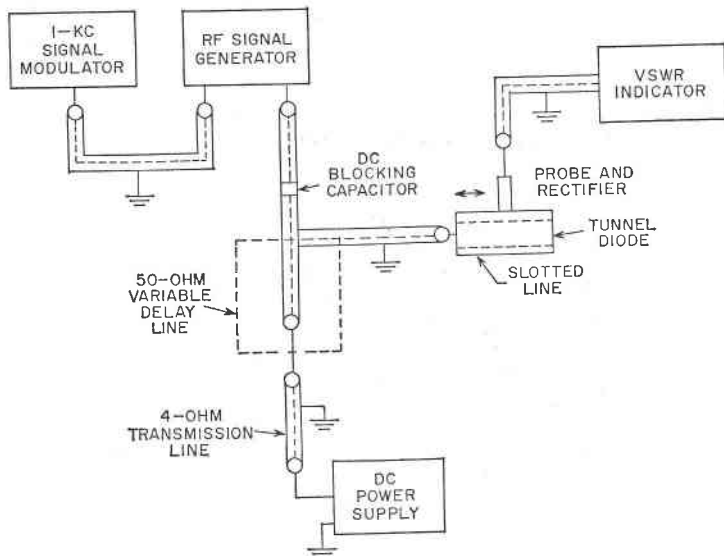 1-KC
SIGNAL
MODULATOR
RF SIGNAL
GENERATOR
VSWR
INDICATOR
DC
BLOCKING
CAPACITOR
PROBE AND
RECTIFIER
TUNNEL
DIODE
SLOTTED
LINE
50-OHM
VARIABLE
DELAY
LINE
4-OHM
TRANSMISSION
LINE
DC
POWER
SUPPLY